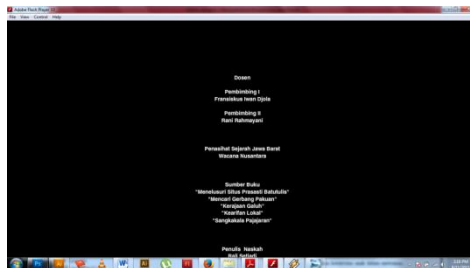 Adobe Flash Player 10
File View Control Help
Dosen
Pembimbing I
Fransiskus Iwan Djola
Pembimbing II
Rani Rahmayani
Penasihat Sejarah Jawa Barat
Wacana Nusantara
Sumber Buku
"Menelusuri Situs Prasasti Batutulis"
"Mencari Gerbang Pakuan"
"Kerajaan Galuh"
"Kearifan Lokal"
"Sangkakala Pajajaran"
Penulis Naskah